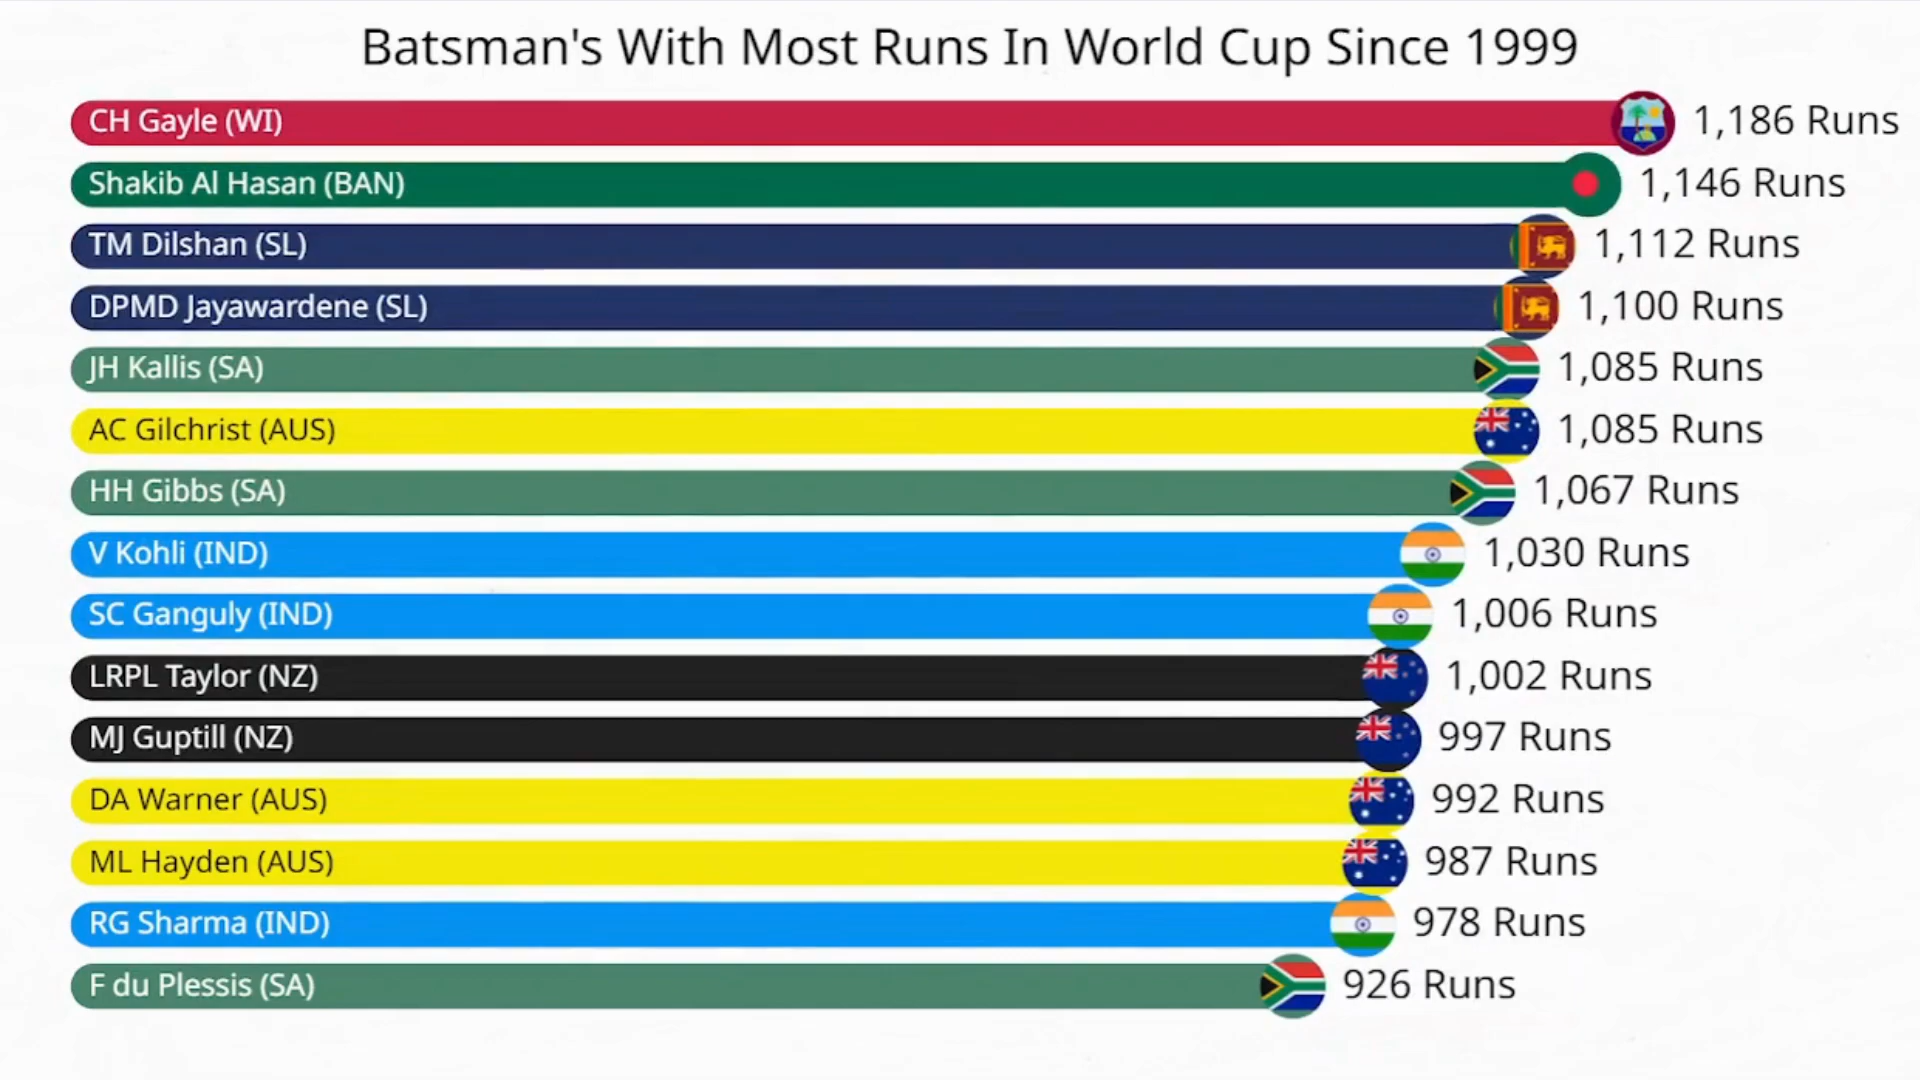 Batsman's With Most Runs In World Cup Since 1999
CH Gayle (WI) 1,186 Runs
Shakib Al Hasan (BAN) 1,146 Runs
TM Dilshan (SL) 1,112 Runs
DPMD Jayawardene (SL) 1,100 Runs
JH Kallis (SA) 1,085 Runs
AC Gilchrist (AUS) 1,085 Runs
HH Gibbs (SA) 1,067 Runs
V Kohli (IND) 1,030 Runs
SC Ganguly (IND) 1,006 Runs
LRPL Taylor (NZ) 1,002 Runs
MJ Guptill (NZ) 997 Runs
DA Warner (AUS) 992 Runs
ML Hayden (AUS) 987 Runs
RG Sharma (IND) 978 Runs
F du Plessis (SA) 926 Runs